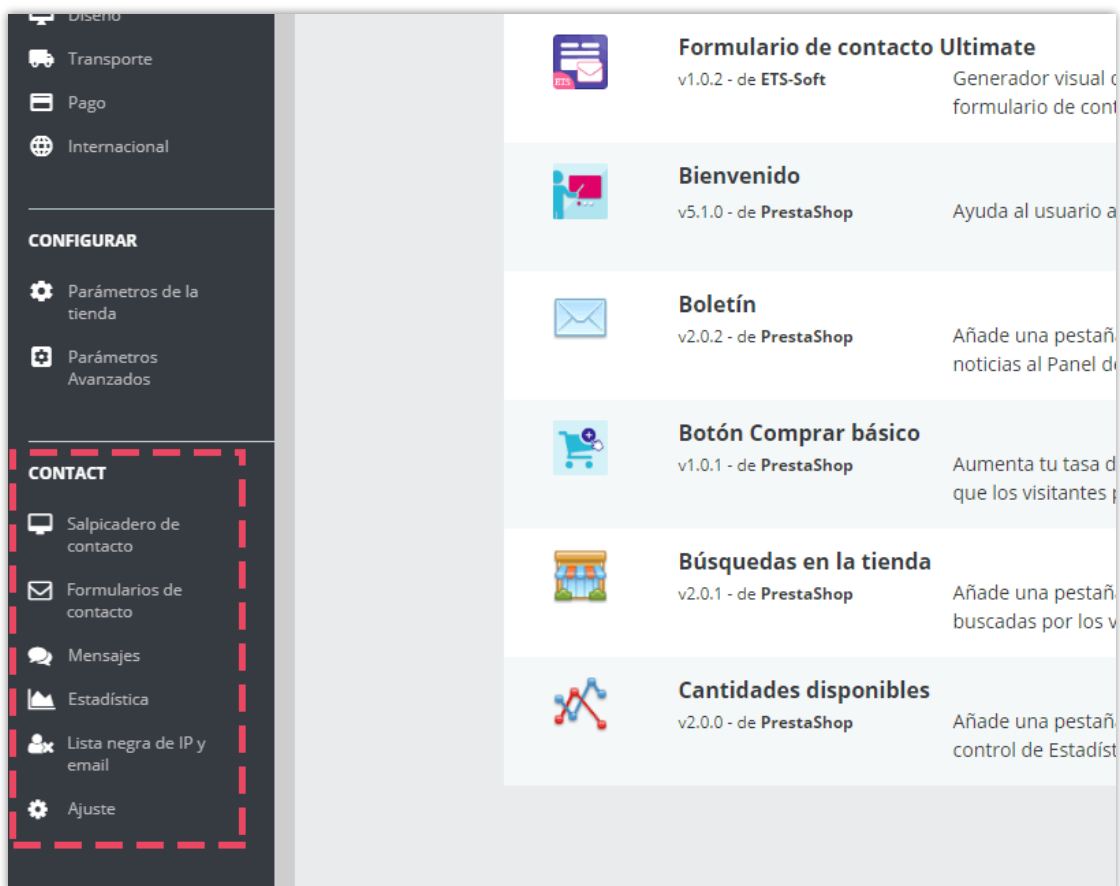 Diseño
Transporte
Pago
Internacional
CONFIGURAR
Parámetros de la
tienda
Parámetros
Avanzados
CONTACT
Salpicadero de
contacto
Formularios de
contacto
Mensajes
Estadística
Lista negra de IP y
email
Ajuste
ETS
Formulario de contacto Ultimate
v1.0.2 - de ETS-Soft
Generador visual
formulario de
Bienvenido
v5.1.0 - de PrestaShop
Ayuda al usuario a
Boletín
v2.0.2 - de PrestaShop
Añade una
noticias al Panel
Botón Comprar básico
v1.0.1 - de PrestaShop
Aumenta tu tasa
que los visitantes
Búsquedas en la tienda
v2.0.1 - de PrestaShop
Añade una
buscadas por los
Cantidades disponibles
v2.0.0 - de PrestaShop
Añade una
control de